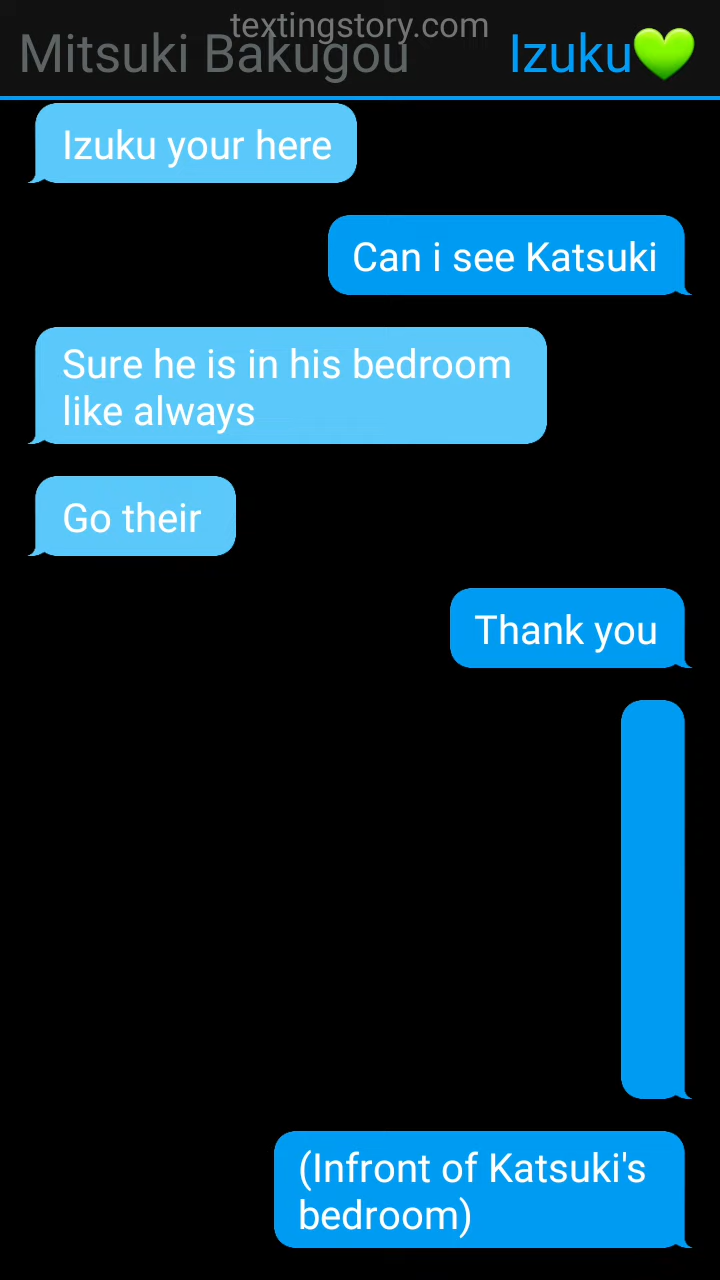 textingstory.com
Mitsuki Bakugou Izuku💚
Izuku your here
Can i see Katsuki
Sure he is in his bedroom
like always
Go their
Thank you
(Infront of Katsuki's
bedroom)